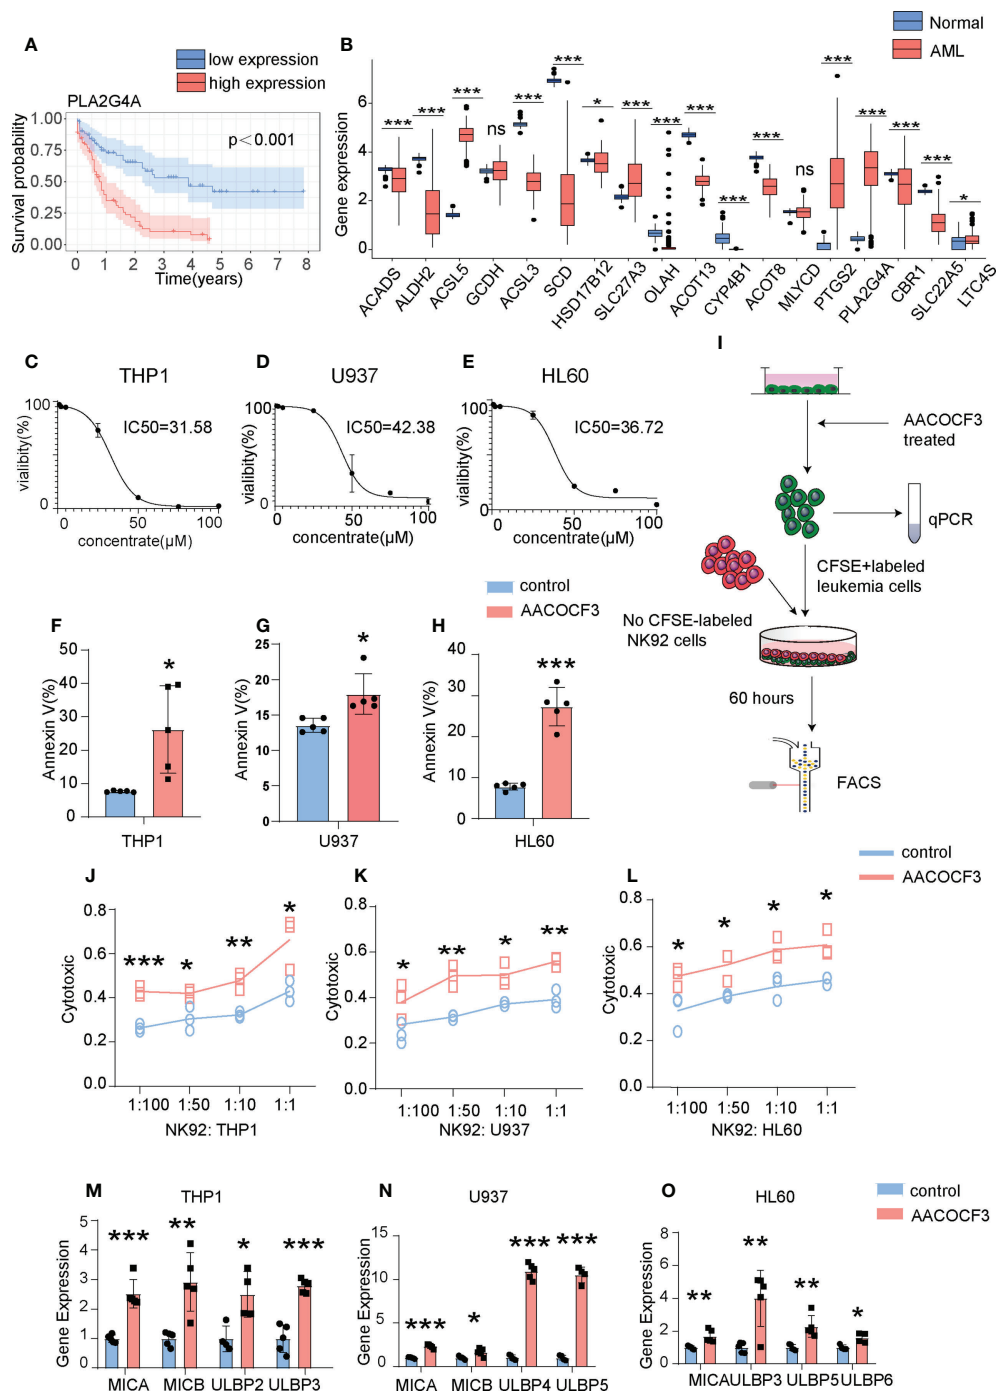 A
low expression
high expression
PLA2G4A
p<0.001
Survival probability
1.00
0.75
0.50
0.25
0.00
0 1 2 3 4 5 6 7 8
Time(years)
B
Normal
AML
Gene expression
6
4
2
0
*** *** *** ns *** *** * *** *** *** *** *** ns *** *** *** *** *
ACADS
ALDH2
ACSL5
GCDH
ACSL3
SCD
HSD17B12
SLC27A3
OLAH
ACOT13
CYP4B1
ACOT8
MLYCD
PTGS2
PLA2G4A
CBR1
SLC22A5
LTC4S
C
THP1
100
0
vialibity(%)
IC50=31.58
0 50 100
concentrate(μM)
D
U937
100
0
vialibity(%)
IC50=42.38
0 50 100
concentrate(μM)
E
HL60
100
0
vialibity(%)
IC50=36.72
0 50 100
concentrate(μM)
I
AACOCF3
treated
qPCR
CFSE+labeled
leukemia cells
No CFSE-labeled
NK92 cells
60 hours
FACS
control
AACOCF3
F
Annexin V(%)
50
40
30
20
10
0
*
THP1
G
Annexin V(%)
25
20
15
10
5
0
*
U937
H
Annexin V(%)
40
30
20
10
0
***
HL60
control
AACOCF3
J
Cytotoxic
0.8
0.6
0.4
0.2
0.0
*** * ** *
1:100 1:50 1:10 1:1
NK92: THP1
K
Cytotoxic
0.8
0.6
0.4
0.2
0.0
* ** * **
1:100 1:50 1:10 1:1
NK92: U937
L
Cytotoxic
0.8
0.6
0.4
0.2
0.0
* * * *
1:100 1:50 1:10 1:1
NK92: HL60
M
THP1
Gene Expression
5
4
3
2
1
0
*** ** * ***
MICA MICB ULBP2 ULBP3
N
U937
Gene Expression
15
10
5
0
*** * *** ***
MICA MICB ULBP4 ULBP5
O
HL60
control
AACOCF3
Gene Expression
8
6
4
2
0
** ** ** *
MICA ULBP3 ULBP5 ULBP6